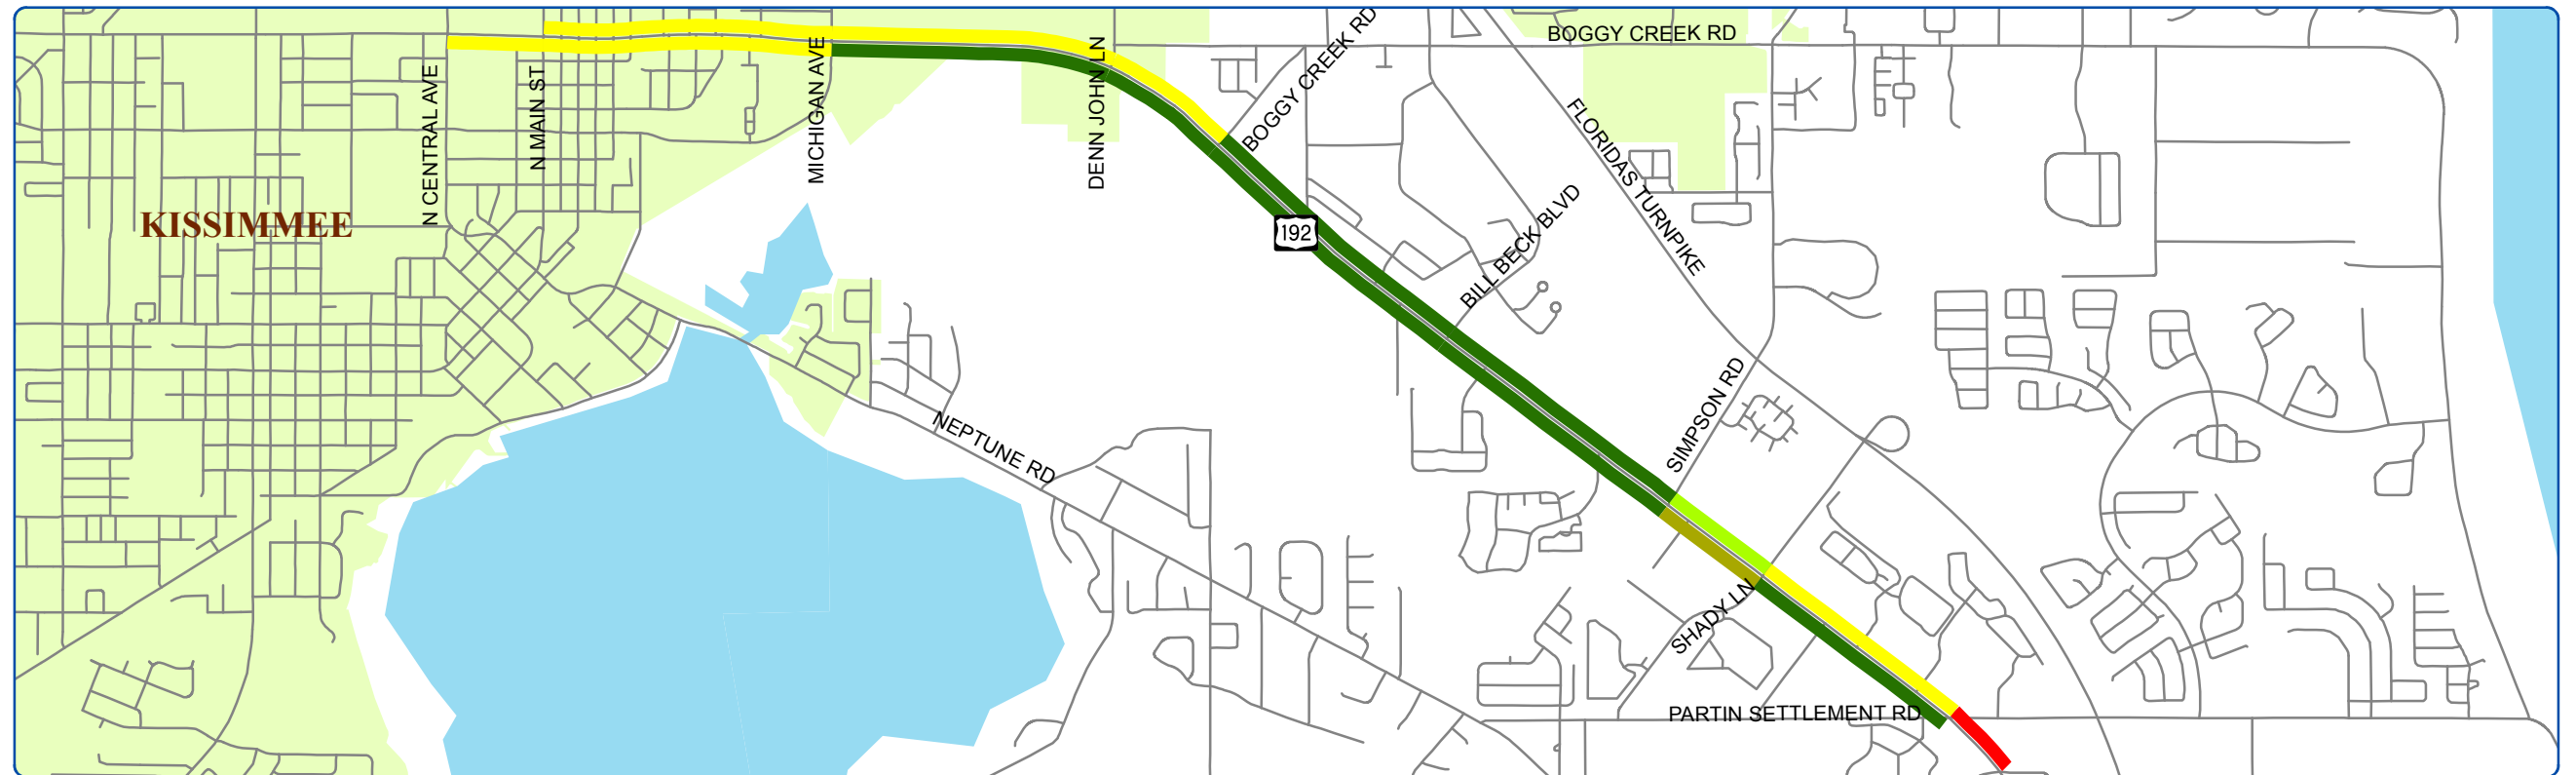 BOGGY CREEK RD
BOGGY CREEK RD
N CENTRAL AVE
N MAIN ST
MICHIGAN AVE
DENN JOHN LN
FLORIDAS TURNPIKE
KISSIMMEE
192
BILL BECK BLVD
SIMPSON RD
NEPTUNE RD
SHADY LN
PARTIN SETTLEMENT RD